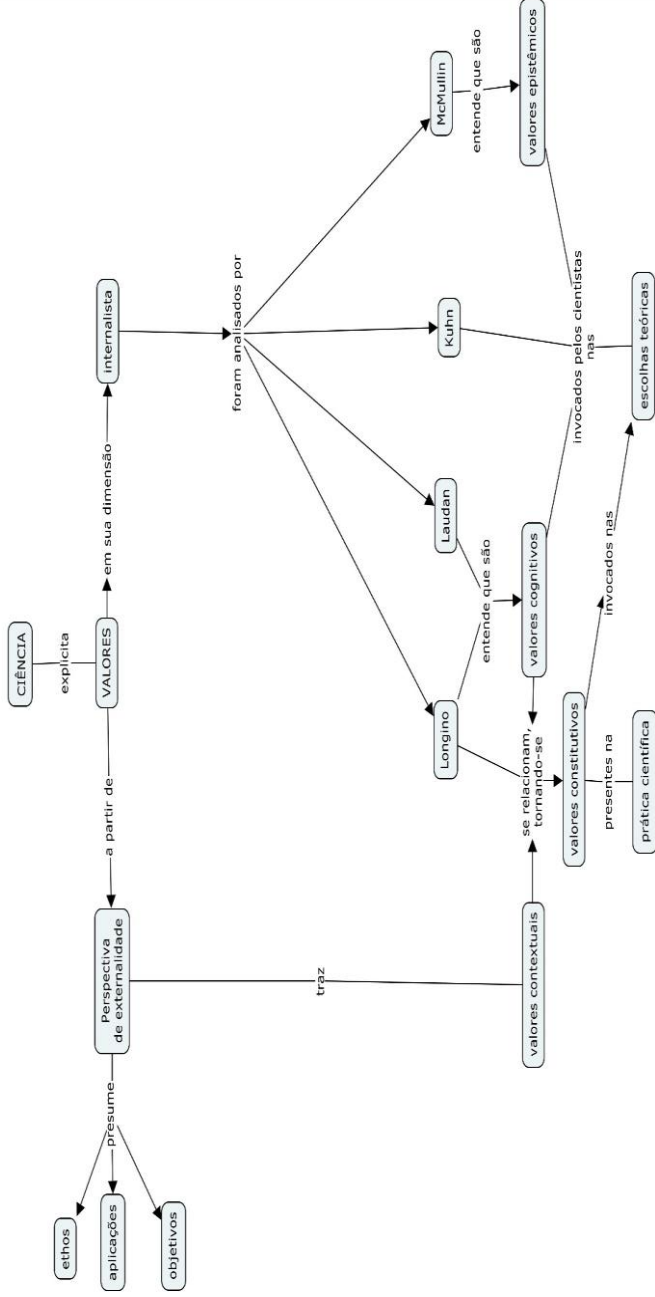 CIÊNCIA
explicita
VALORES
a partir de
em sua dimensão
Perspectiva
de externalidade
internalista
presume
ethos
aplicações
objetivos
traz
foram analisados por
Longino
Laudan
Kuhn
McMullin
entende que são
entende que são
valores contextuais
se relacionam,
tornando-se
valores cognitivos
valores epistêmicos
valores constitutivos
invocados pelos cientistas
nas
presentes na
invocados nas
prática científica
escolhas teóricas